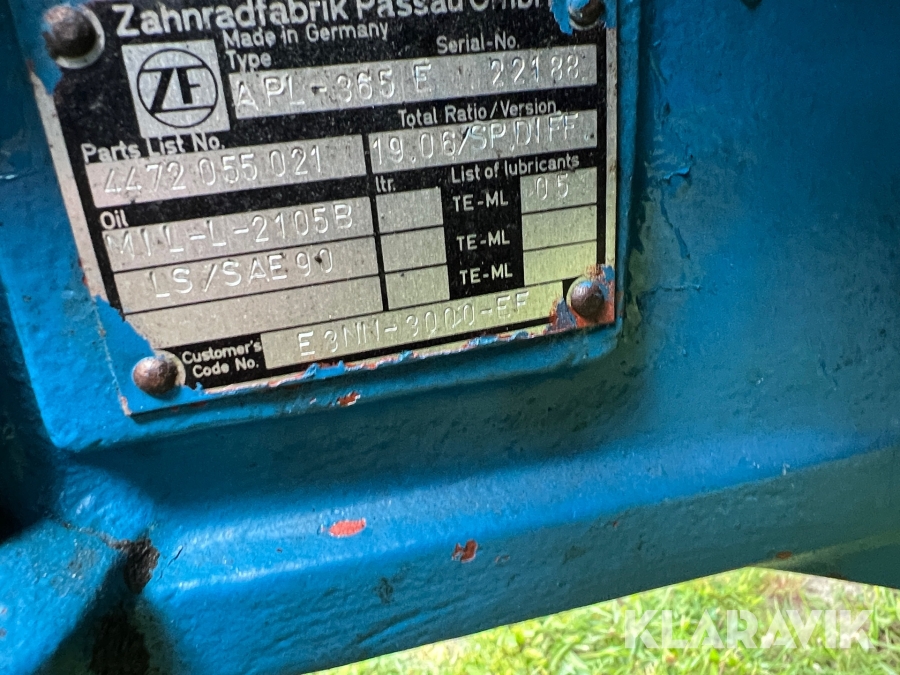 Zahnradfabrik Passau GmbH
Made in Germany
ZF
Type
Serial-No.
APL-365 E 22188
Total Ratio/Version
Parts List No.
4472 055 021
19.06/SP.DIFF.
List of lubricants
Oil
ltr.
TE-ML 05
MIL-L-2105B
TE-ML
LS/SAE 90
TE-ML
Customer's
Code No.
E3NN-3000-EF
KLARAVIK